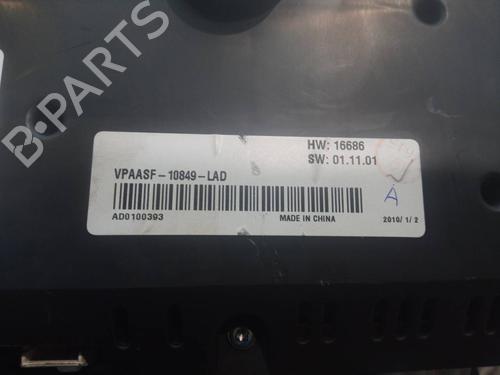 B-PARTS
HW: 16686
SW: 01.11.01
VPAASF-10849-LAD
AD0100393
MADE IN CHINA
A
2010/ 1/ 2